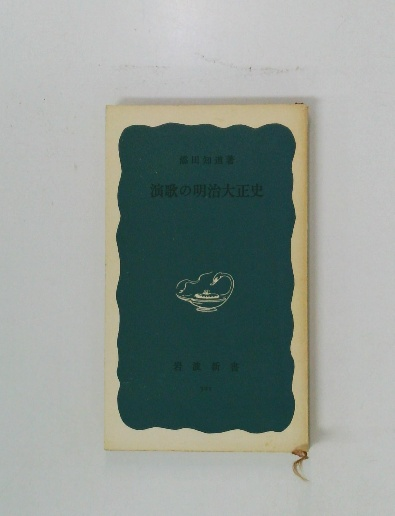 添田知道著
演歌の明治大正史
岩波新書